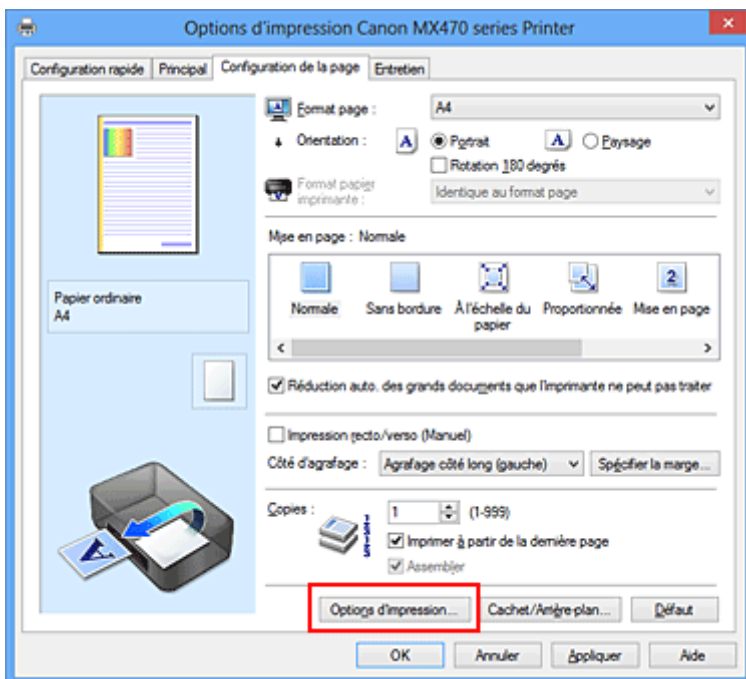 Options d'impression Canon MX470 series Printer
Configuration rapide Principal Configuration de la page Entretien
Format page : A4
Orientation : A Portrait A Paysage
Rotation 180 degrés
Format papier
imprimante : Identique au format page
Mise en page : Normale
2
Normale Sans bordure À l'échelle du
papier Proportionnée Mise en page
Papier ordinaire
A4
Réduction auto. des grands documents que l'imprimante ne peut pas traiter
Impression recto/verso (Manuel)
Côté d'agrafage : Agrafage côté long (gauche) Spécifier la marge...
Copies : 1 (1-999)
Imprimer à partir de la dernière page
Assembler
A
Options d'impression... Cachet/Arrière-plan... Défaut
OK Annuler Appliquer Aide